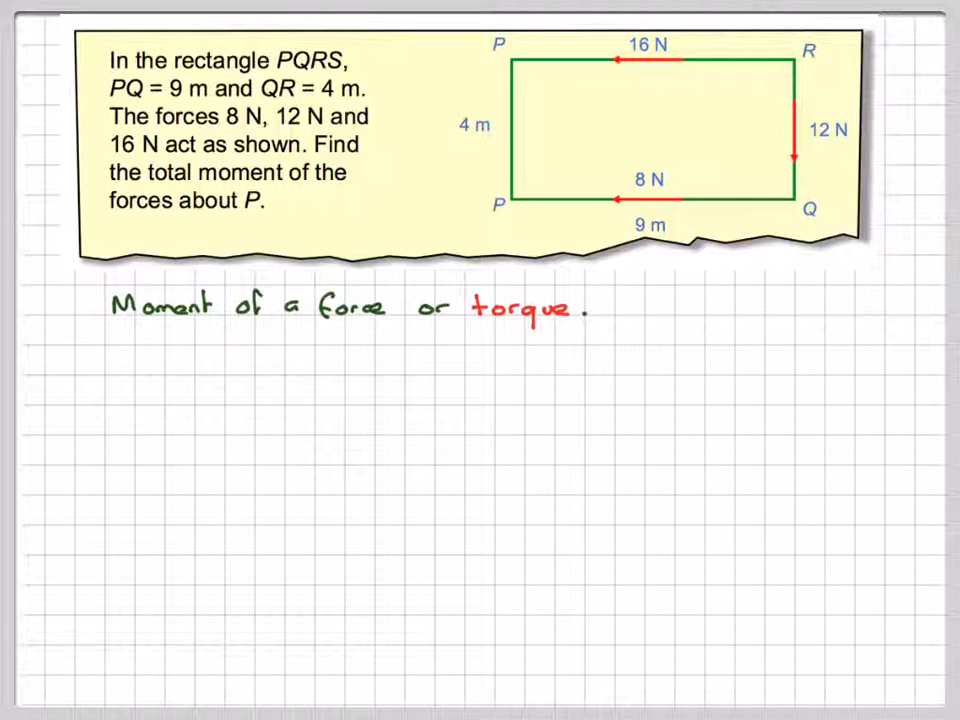 In the rectangle PQRS,
PQ = 9 m and QR = 4 m.
The forces 8 N, 12 N and
16 N act as shown. Find
the total moment of the
forces about P.
P
16 N
R
4 m
12 N
8 N
P
Q
9 m
Moment of a force or torque.